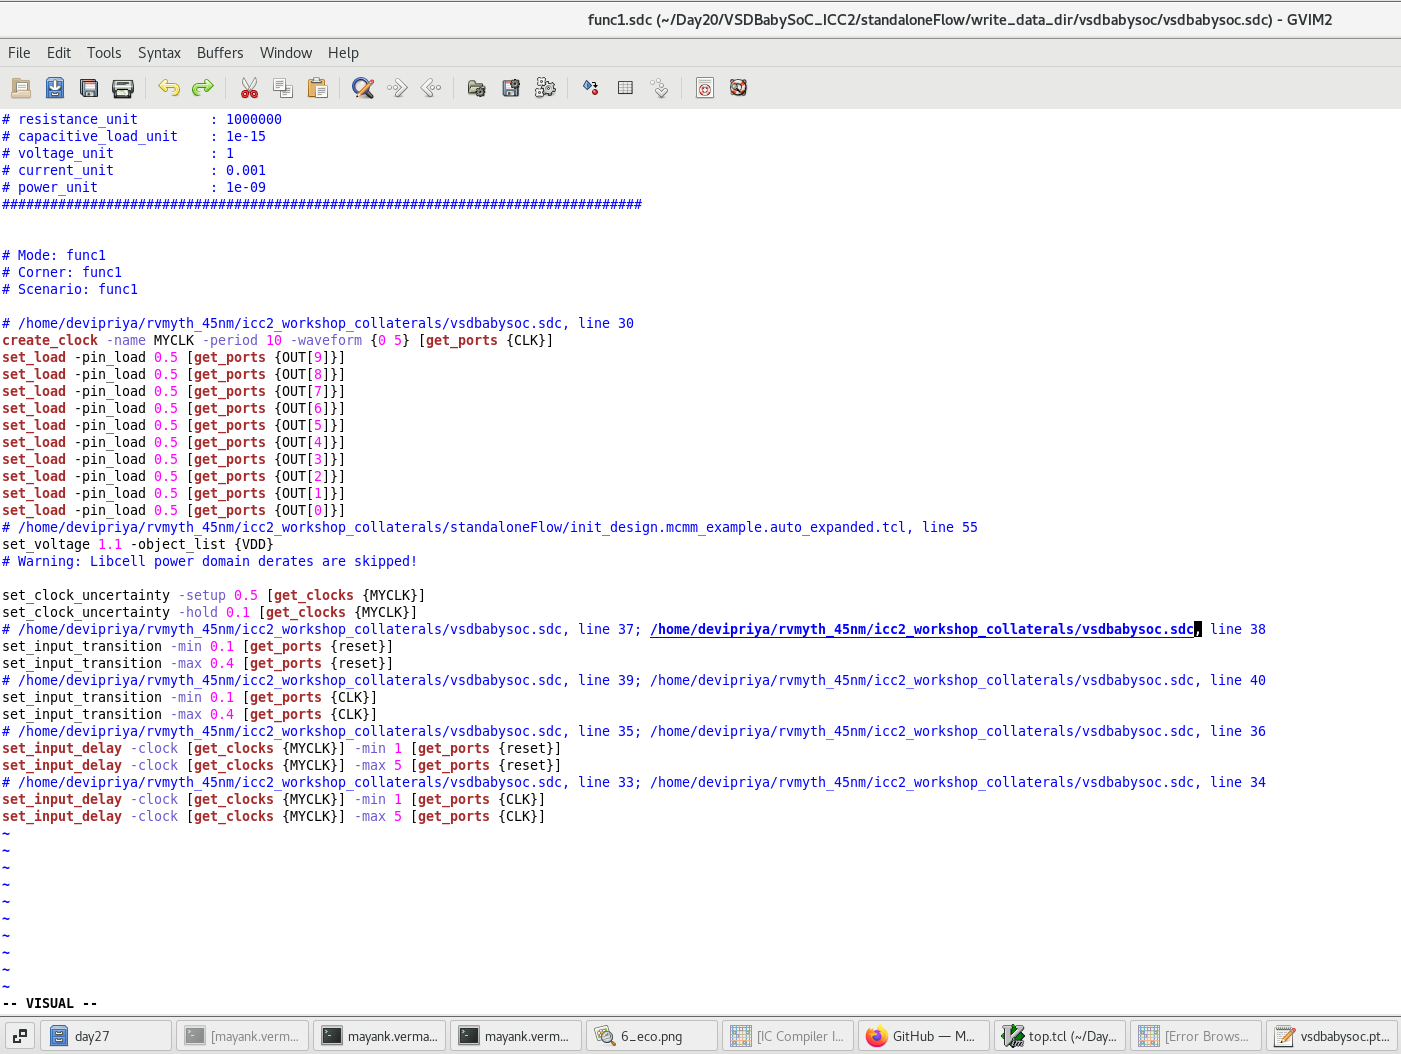 func1.sdc (~/Day20/VSDBabySoC_ICC2/standaloneFlow/write_data_dir/vsdbabysoc/vsdbabysoc.sdc) - GVIM2
File Edit Tools Syntax Buffers Window Help
# resistance_unit         : 1000000
# capacitive_load_unit    : 1e-15
# voltage_unit            : 1
# current_unit            : 0.001
# power_unit              : 1e-09
################################################################################
# Mode: func1
# Corner: func1
# Scenario: func1
# /home/devipriya/rvmyth_45nm/icc2_workshop_collaterals/vsdbabysoc.sdc, line 30
create_clock -name MYCLK -period 10 -waveform {0 5} [get_ports {CLK}]
set_load -pin_load 0.5 [get_ports {OUT[9]}]
set_load -pin_load 0.5 [get_ports {OUT[8]}]
set_load -pin_load 0.5 [get_ports {OUT[7]}]
set_load -pin_load 0.5 [get_ports {OUT[6]}]
set_load -pin_load 0.5 [get_ports {OUT[5]}]
set_load -pin_load 0.5 [get_ports {OUT[4]}]
set_load -pin_load 0.5 [get_ports {OUT[3]}]
set_load -pin_load 0.5 [get_ports {OUT[2]}]
set_load -pin_load 0.5 [get_ports {OUT[1]}]
set_load -pin_load 0.5 [get_ports {OUT[0]}]
# /home/devipriya/rvmyth_45nm/icc2_workshop_collaterals/standaloneFlow/init_design.mcmm_example.auto_expanded.tcl, line 55
set_voltage 1.1 -object_list {VDD}
# Warning: Libcell power domain derates are skipped!
set_clock_uncertainty -setup 0.5 [get_clocks {MYCLK}]
set_clock_uncertainty -hold 0.1 [get_clocks {MYCLK}]
# /home/devipriya/rvmyth_45nm/icc2_workshop_collaterals/vsdbabysoc.sdc, line 37; /home/devipriya/rvmyth_45nm/icc2_workshop_collaterals/vsdbabysoc.sdc, line 38
set_input_transition -min 0.1 [get_ports {reset}]
set_input_transition -max 0.4 [get_ports {reset}]
# /home/devipriya/rvmyth_45nm/icc2_workshop_collaterals/vsdbabysoc.sdc, line 39; /home/devipriya/rvmyth_45nm/icc2_workshop_collaterals/vsdbabysoc.sdc, line 40
set_input_transition -min 0.1 [get_ports {CLK}]
set_input_transition -max 0.4 [get_ports {CLK}]
# /home/devipriya/rvmyth_45nm/icc2_workshop_collaterals/vsdbabysoc.sdc, line 35; /home/devipriya/rvmyth_45nm/icc2_workshop_collaterals/vsdbabysoc.sdc, line 36
set_input_delay -clock [get_clocks {MYCLK}] -min 1 [get_ports {reset}]
set_input_delay -clock [get_clocks {MYCLK}] -max 5 [get_ports {reset}]
# /home/devipriya/rvmyth_45nm/icc2_workshop_collaterals/vsdbabysoc.sdc, line 33; /home/devipriya/rvmyth_45nm/icc2_workshop_collaterals/vsdbabysoc.sdc, line 34
set_input_delay -clock [get_clocks {MYCLK}] -min 1 [get_ports {CLK}]
set_input_delay -clock [get_clocks {MYCLK}] -max 5 [get_ports {CLK}]
~
~
~
~
~
~
~
~
~
~
-- VISUAL --
day27 [mayank.verm... mayank.verma... mayank.verm... 6_eco.png [IC Compiler I... GitHub — M... top.tcl (~/Day... [Error Brows... vsdbabysoc.pt...